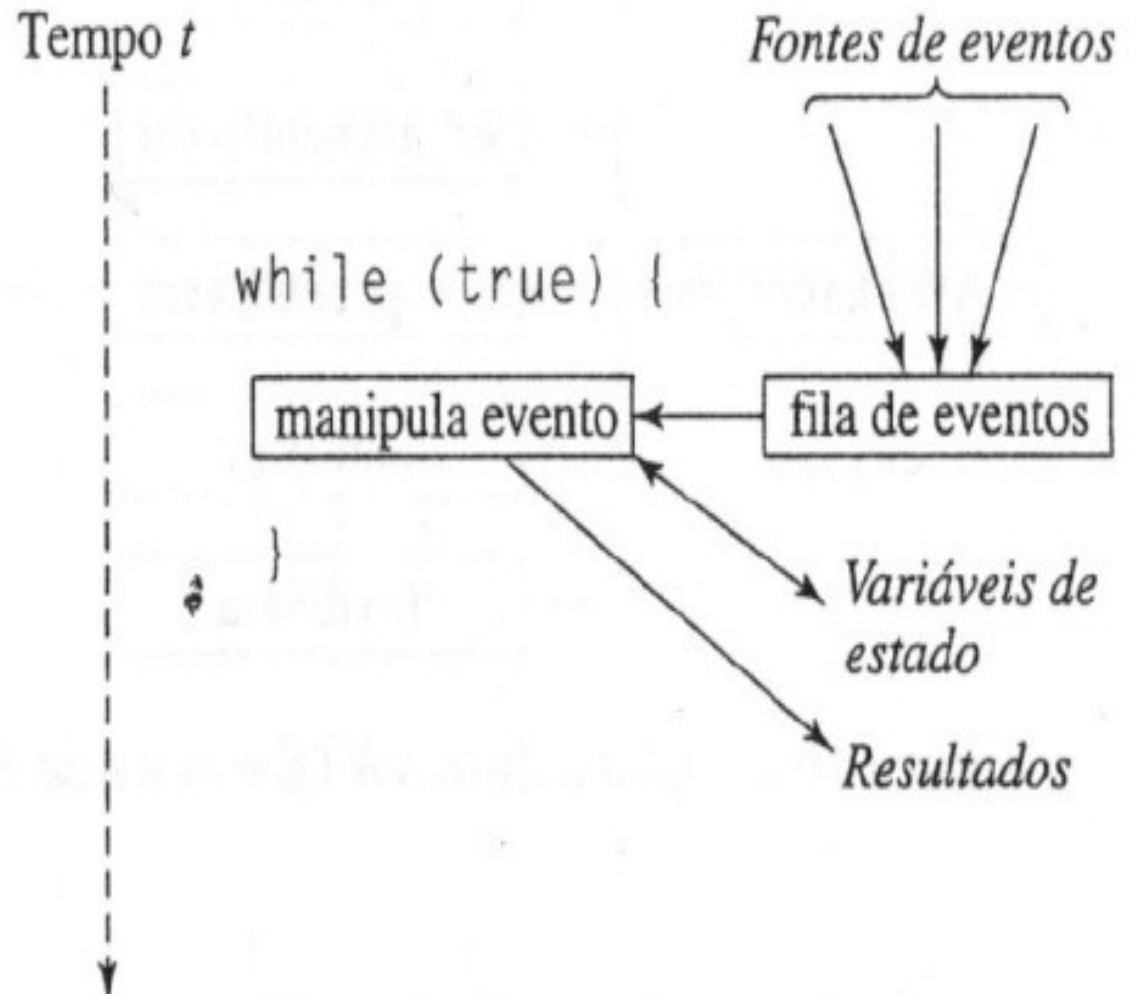 Tempo t
Fontes de eventos
while (true) {
manipula evento
fila de eventos
}
Variáveis de
estado
Resultados